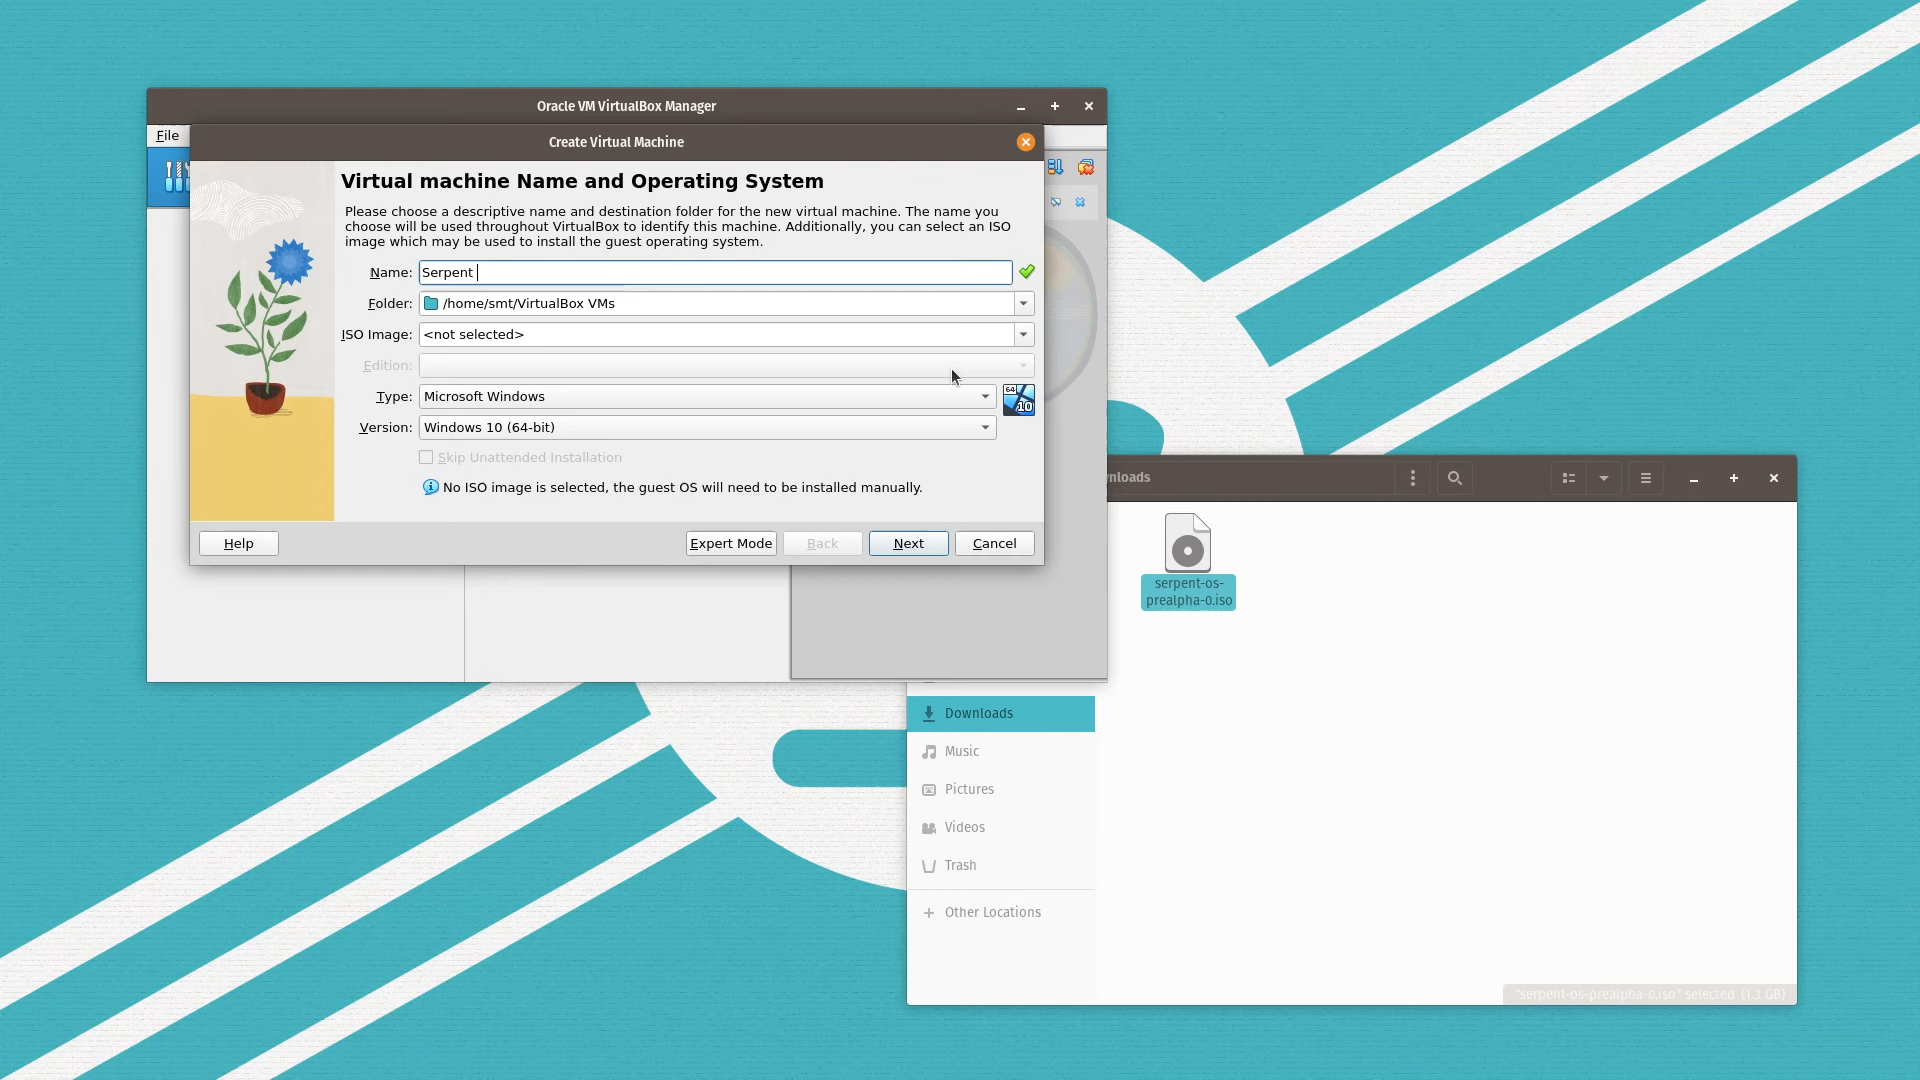 Oracle VM VirtualBox Manager
File
Create Virtual Machine
Virtual machine Name and Operating System
Please choose a descriptive name and destination folder for the new virtual machine. The name you
choose will be used throughout VirtualBox to identify this machine. Additionally, you can select an ISO
image which may be used to install the guest operating system.
Name: Serpent
Folder: /home/smt/VirtualBox VMs
ISO Image: <not selected>
Edition:
Type: Microsoft Windows
64
10
Version: Windows 10 (64-bit)
Skip Unattended Installation
No ISO image is selected, the guest OS will need to be installed manually.
Help Expert Mode Back Next Cancel
nloads
serpent-os-
prealpha-0.iso
Downloads
Music
Pictures
Videos
Trash
Other Locations
"serpent-os-prealpha-0.iso" selected (1.3 GB)